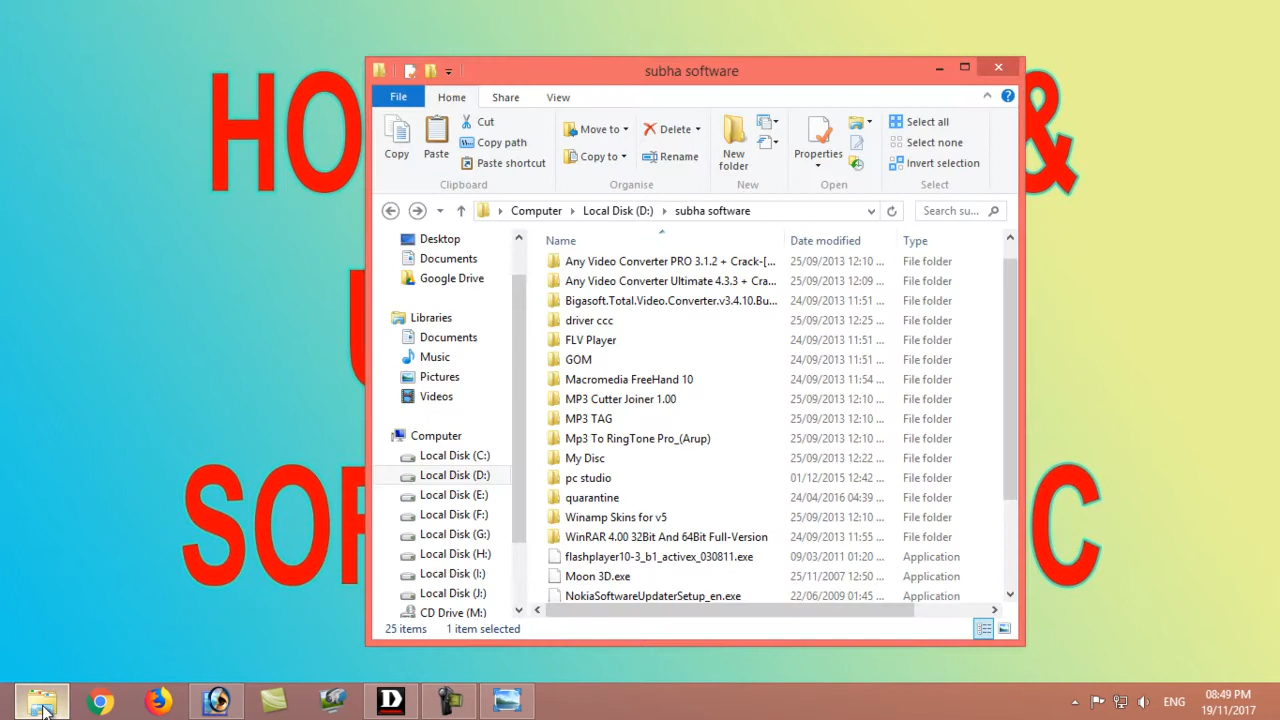 HO
&
U
SOF
C
subha software
File
Home
Share
View
Copy
Paste
Cut
Copy path
Paste shortcut
Clipboard
Move to
Copy to
Delete
Rename
Organise
New folder
New
Properties
Open
Select all
Select none
Invert selection
Select
Computer
Local Disk (D:)
subha software
Search su...
Desktop
Documents
Google Drive
Libraries
Documents
Music
Pictures
Videos
Computer
Local Disk (C:)
Local Disk (D:)
Local Disk (E:)
Local Disk (F:)
Local Disk (G:)
Local Disk (H:)
Local Disk (I:)
Local Disk (J:)
CD Drive (M:)
Name Date modified Type
Any Video Converter PRO 3.1.2 + Crack-[... 25/09/2013 12:10 ... File folder
Any Video Converter Ultimate 4.3.3 + Cra... 25/09/2013 12:09 ... File folder
Bigasoft.Total.Video.Converter.v3.4.10.Bu... 24/09/2013 11:51 ... File folder
driver ccc 25/09/2013 12:25 ... File folder
FLV Player 24/09/2013 11:51 ... File folder
GOM 24/09/2013 11:51 ... File folder
Macromedia FreeHand 10 24/09/2013 11:54 ... File folder
MP3 Cutter Joiner 1.00 25/09/2013 12:10 ... File folder
MP3 TAG 25/09/2013 12:10 ... File folder
Mp3 To RingTone Pro_(Arup) 25/09/2013 12:10 ... File folder
My Disc 25/09/2013 12:22 ... File folder
pc studio 01/12/2015 12:42 ... File folder
quarantine 24/04/2016 04:39 ... File folder
Winamp Skins for v5 25/09/2013 12:10 ... File folder
WinRAR 4.00 32Bit And 64Bit Full-Version 24/09/2013 11:55 ... File folder
flashplayer10-3_b1_activex_030811.exe 09/03/2011 01:20 ... Application
Moon 3D.exe 25/11/2007 12:50 ... Application
NokiaSoftwareUpdaterSetup_en.exe 22/06/2009 01:45 ... Application
25 items 1 item selected
D
ENG
08:49 PM
19/11/2017